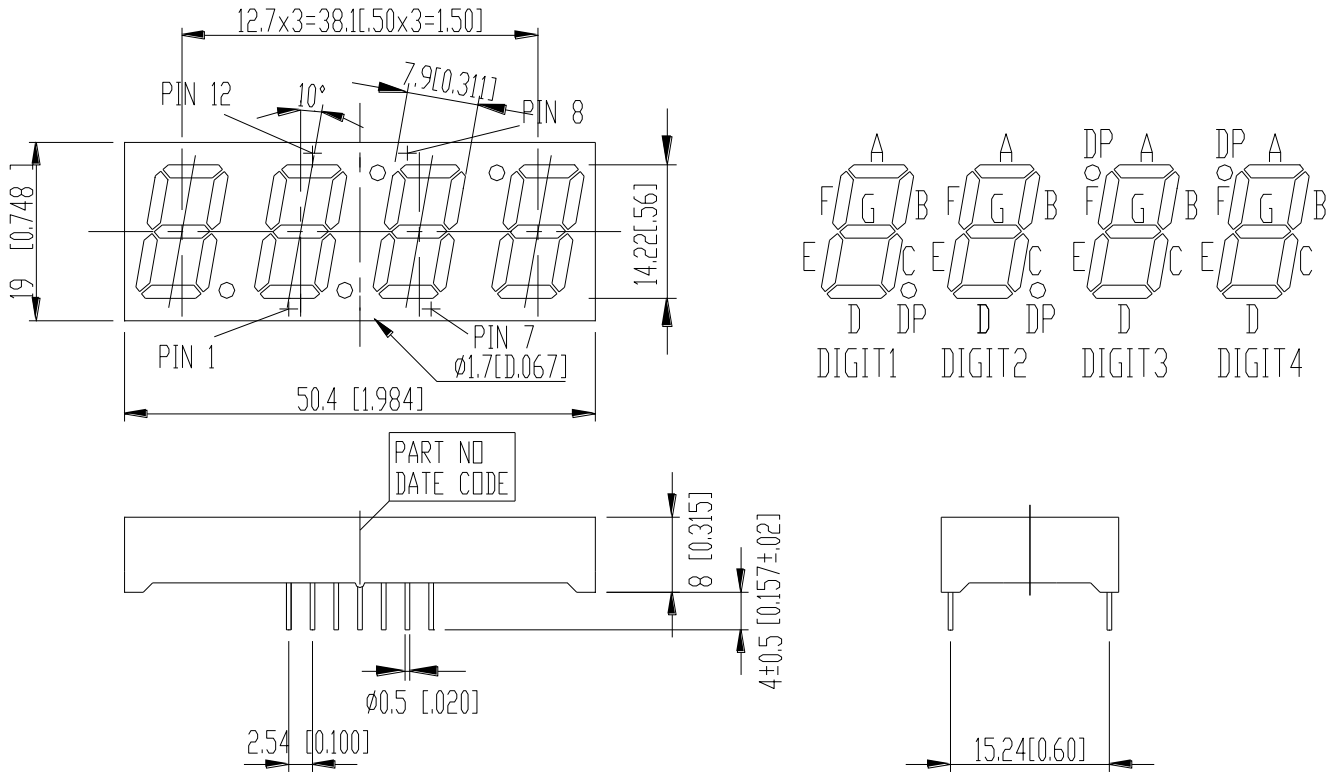 12.7x3=38.1[.50x3=1.50]
PIN 12
10°
7.9[0.311]
PIN 8
19 [0.748 ]
14.22[.56]
PIN 1
PIN 7
Ø1.7[0.067]
50.4 [1.984]
A
F
G
B
E
C
D
DP
DIGIT1
A
F
G
B
E
C
D
DP
DIGIT2
DP
A
F
G
B
E
C
D
DIGIT3
DP
A
F
G
B
E
C
D
DIGIT4
PART NO
DATE CODE
8 [0.315]
4±0.5 [0.157±.02]
Ø0.5 [.020]
2.54 [0.100]
15.24[0.60]